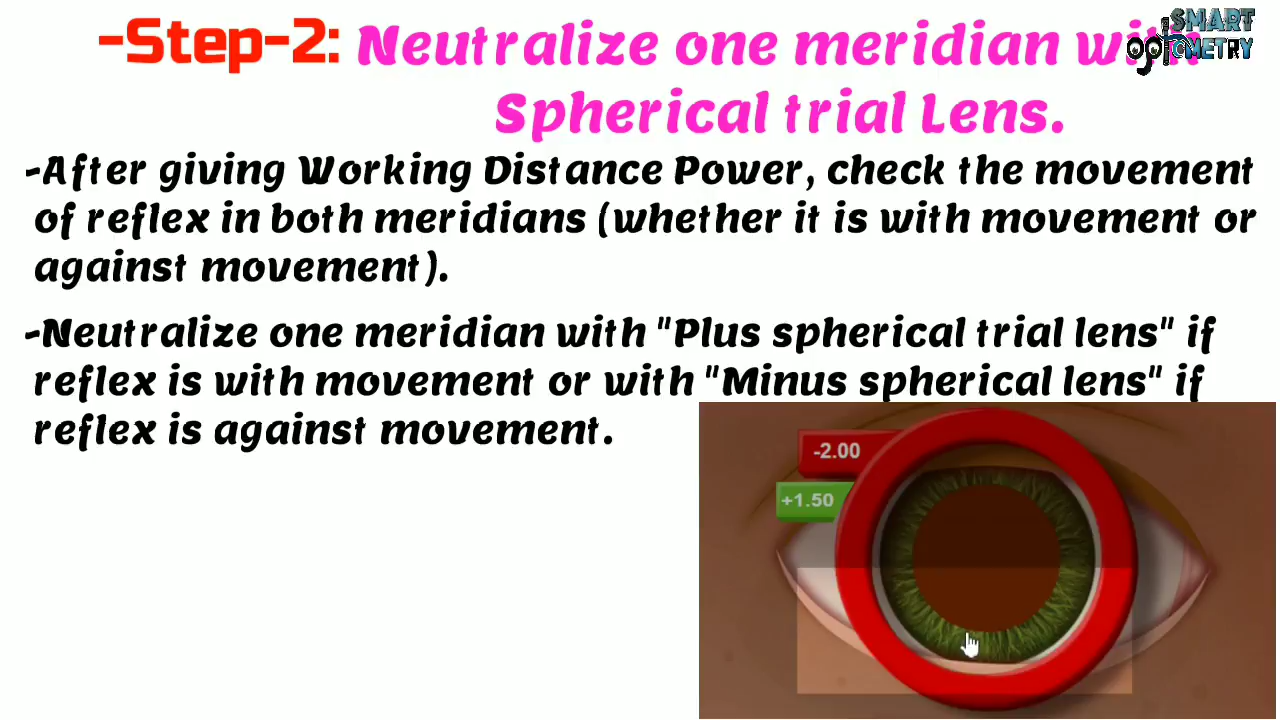 -Step-2: Neutralize one meridian with
SMART
OPTOMETRY
Spherical trial Lens.
-After giving Working Distance Power, check the movement
of reflex in both meridians (whether it is with movement or
against movement).
-Neutralize one meridian with "Plus spherical trial lens" if
reflex is with movement or with "Minus spherical lens" if
reflex is against movement.
-2.00
+1.50